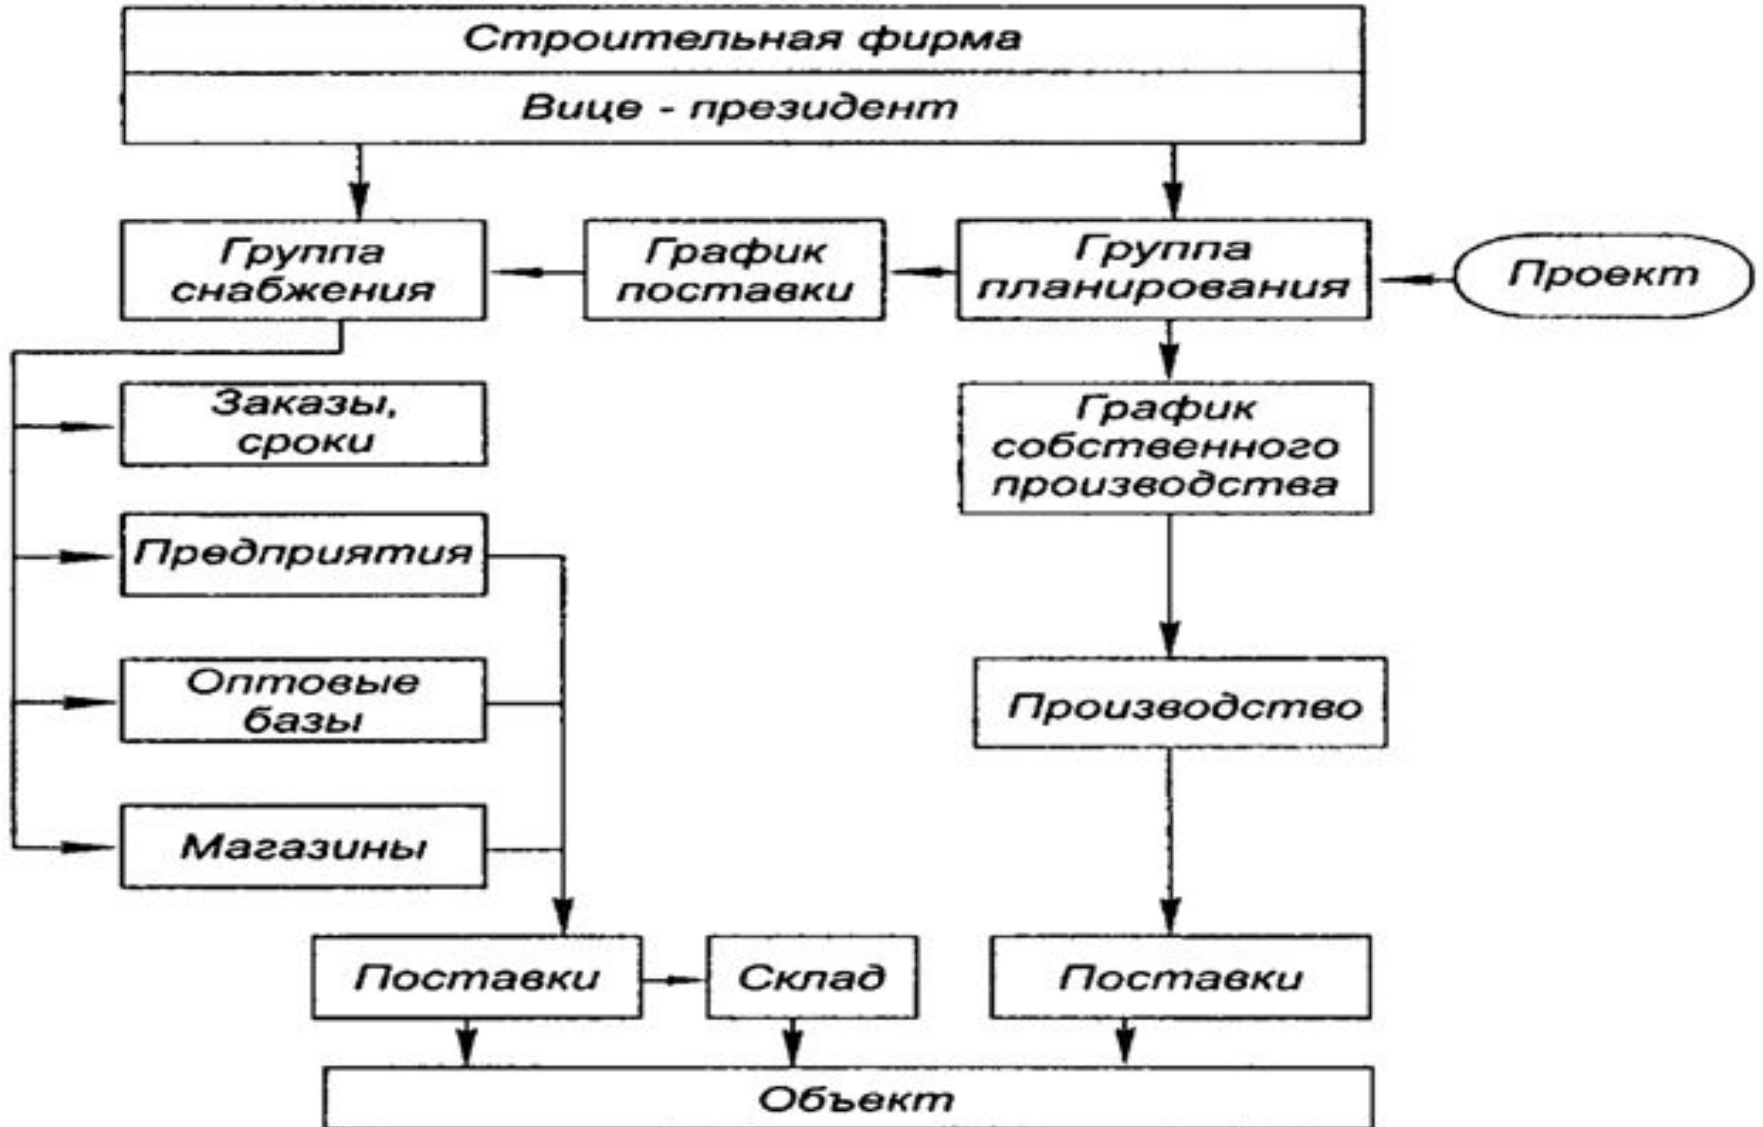 Строительная фирма
Вице - президент
Группа
снабжения
График
поставки
Группа
планирования
Проект
Заказы,
сроки
График
собственного
производства
Предприятия
Оптовые
базы
Производство
Магазины
Поставки
Склад
Поставки
Объект